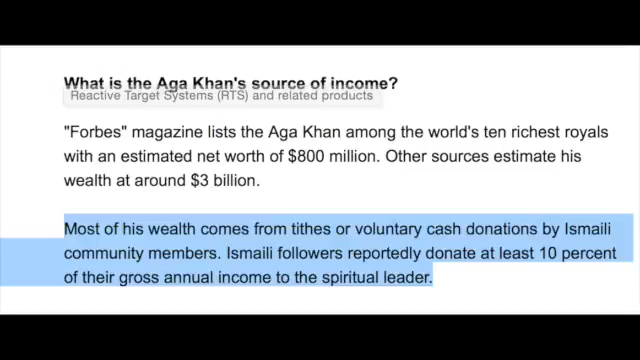 What is the Aga Khan's source of income?
Reactive Target Systems (RTS) and related products
"Forbes" magazine lists the Aga Khan among the world's ten richest royals
with an estimated net worth of $800 million. Other sources estimate his
wealth at around $3 billion.
Most of his wealth comes from tithes or voluntary cash donations by Ismaili
community members. Ismaili followers reportedly donate at least 10 percent
of their gross annual income to the spiritual leader.